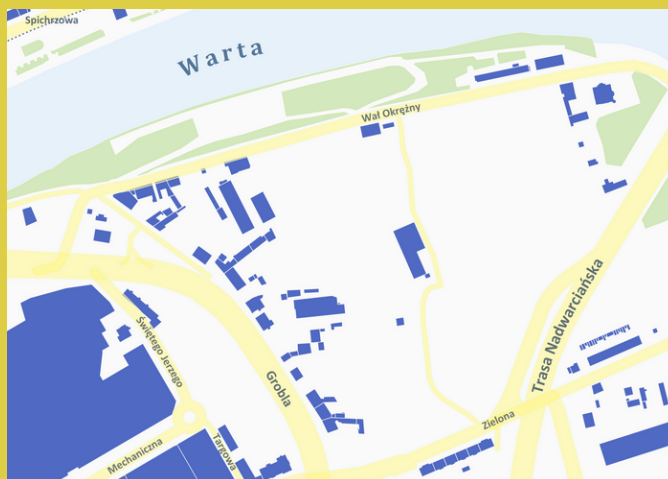 Spichrzowa
Warta
Wał Okrężny
Świętego Jerzego
Grobla
Trasa Nadwarciańska
Zielona
Mechaniczna
Targowa